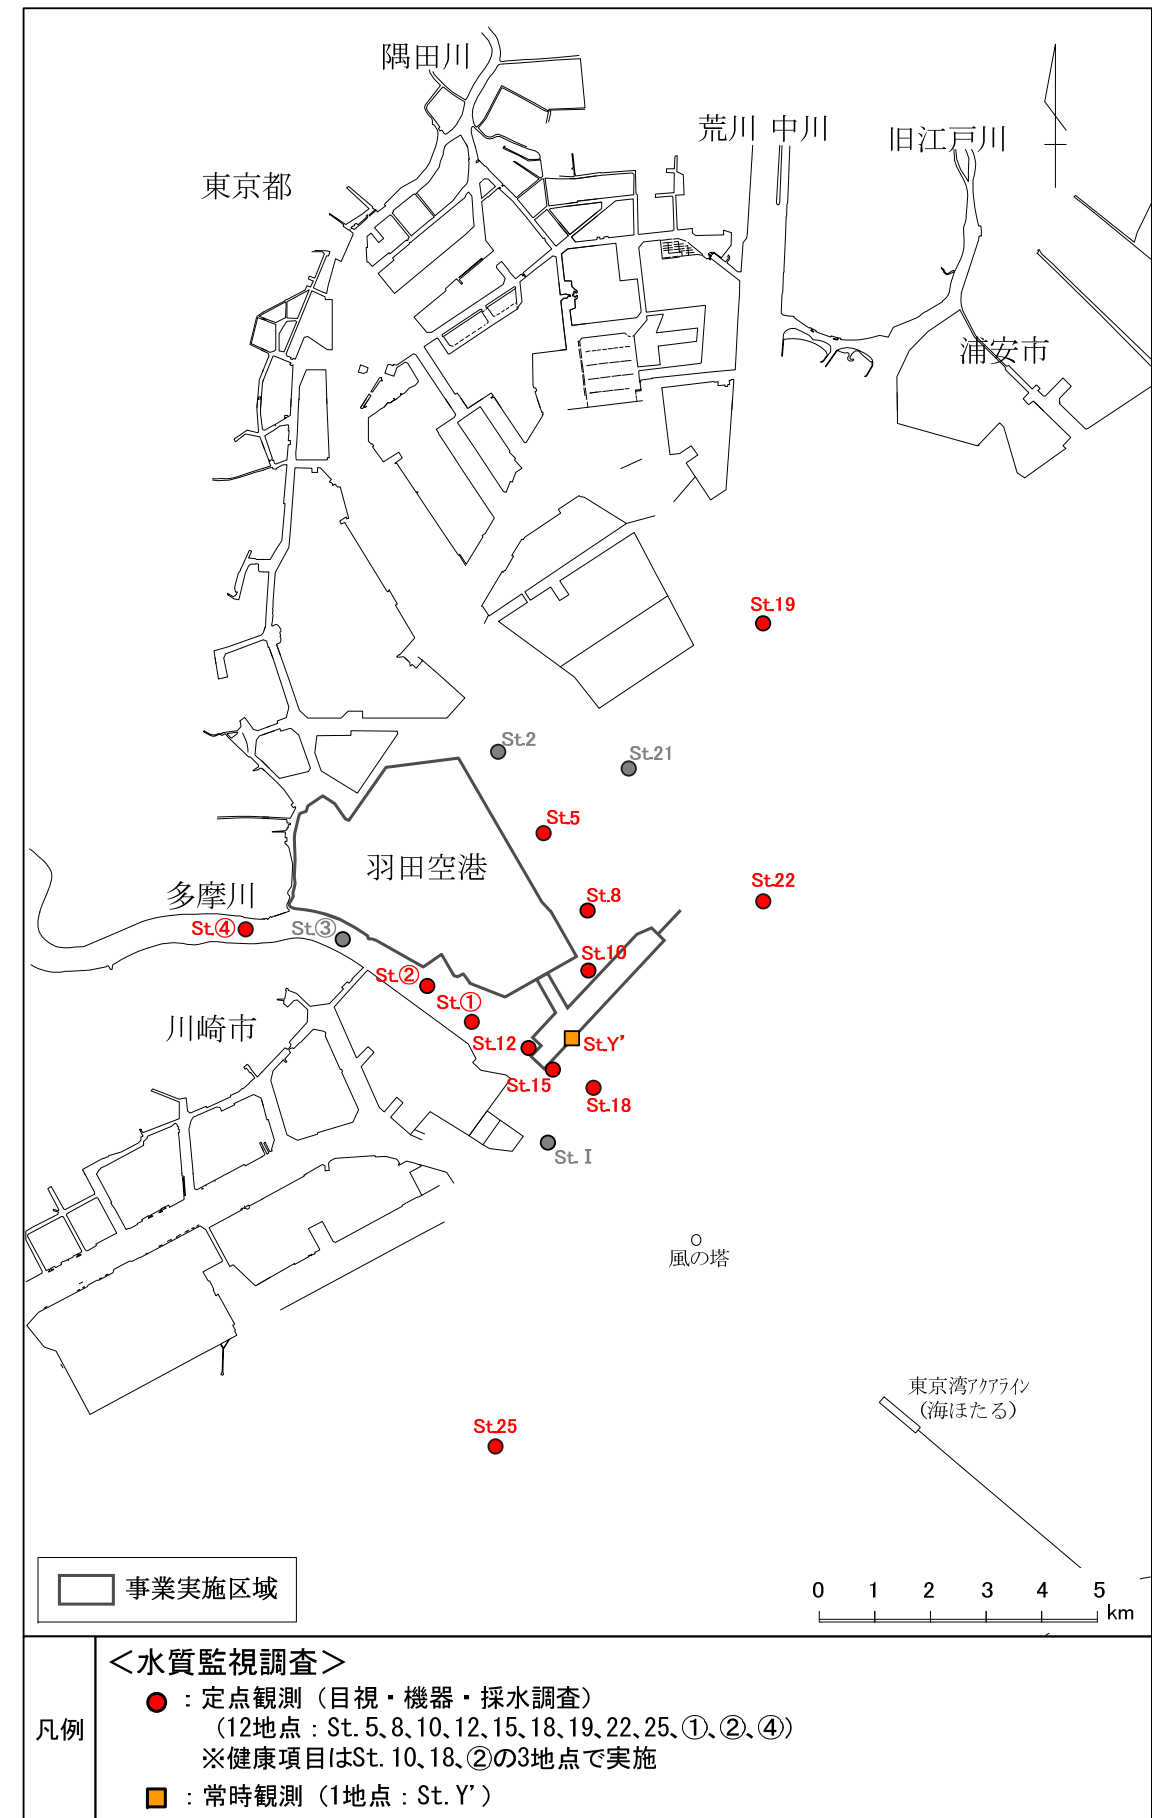 隅田川
荒川 中川
旧江戸川
東京都
浦安市
St.19
St.2
St.21
St.5
羽田空港
St.22
多摩川
St.8
St.④
St.③
St.10
St.②
St.①
川崎市
St.12
St.Y’
St.15
St.18
St.Ⅰ
風の塔
東京湾アクアライン
（海ほたる）
St.25
事業実施区域
0 1 2 3 4 5
km
凡例
＜水質監視調査＞
：定点観測（目視・機器・採水調査）
（12地点：St.5、8、10、12、15、18、19、22、25、①、②、④）
※健康項目はSt.10、18、②の3地点で実施
：常時観測（1地点：St.Y’）